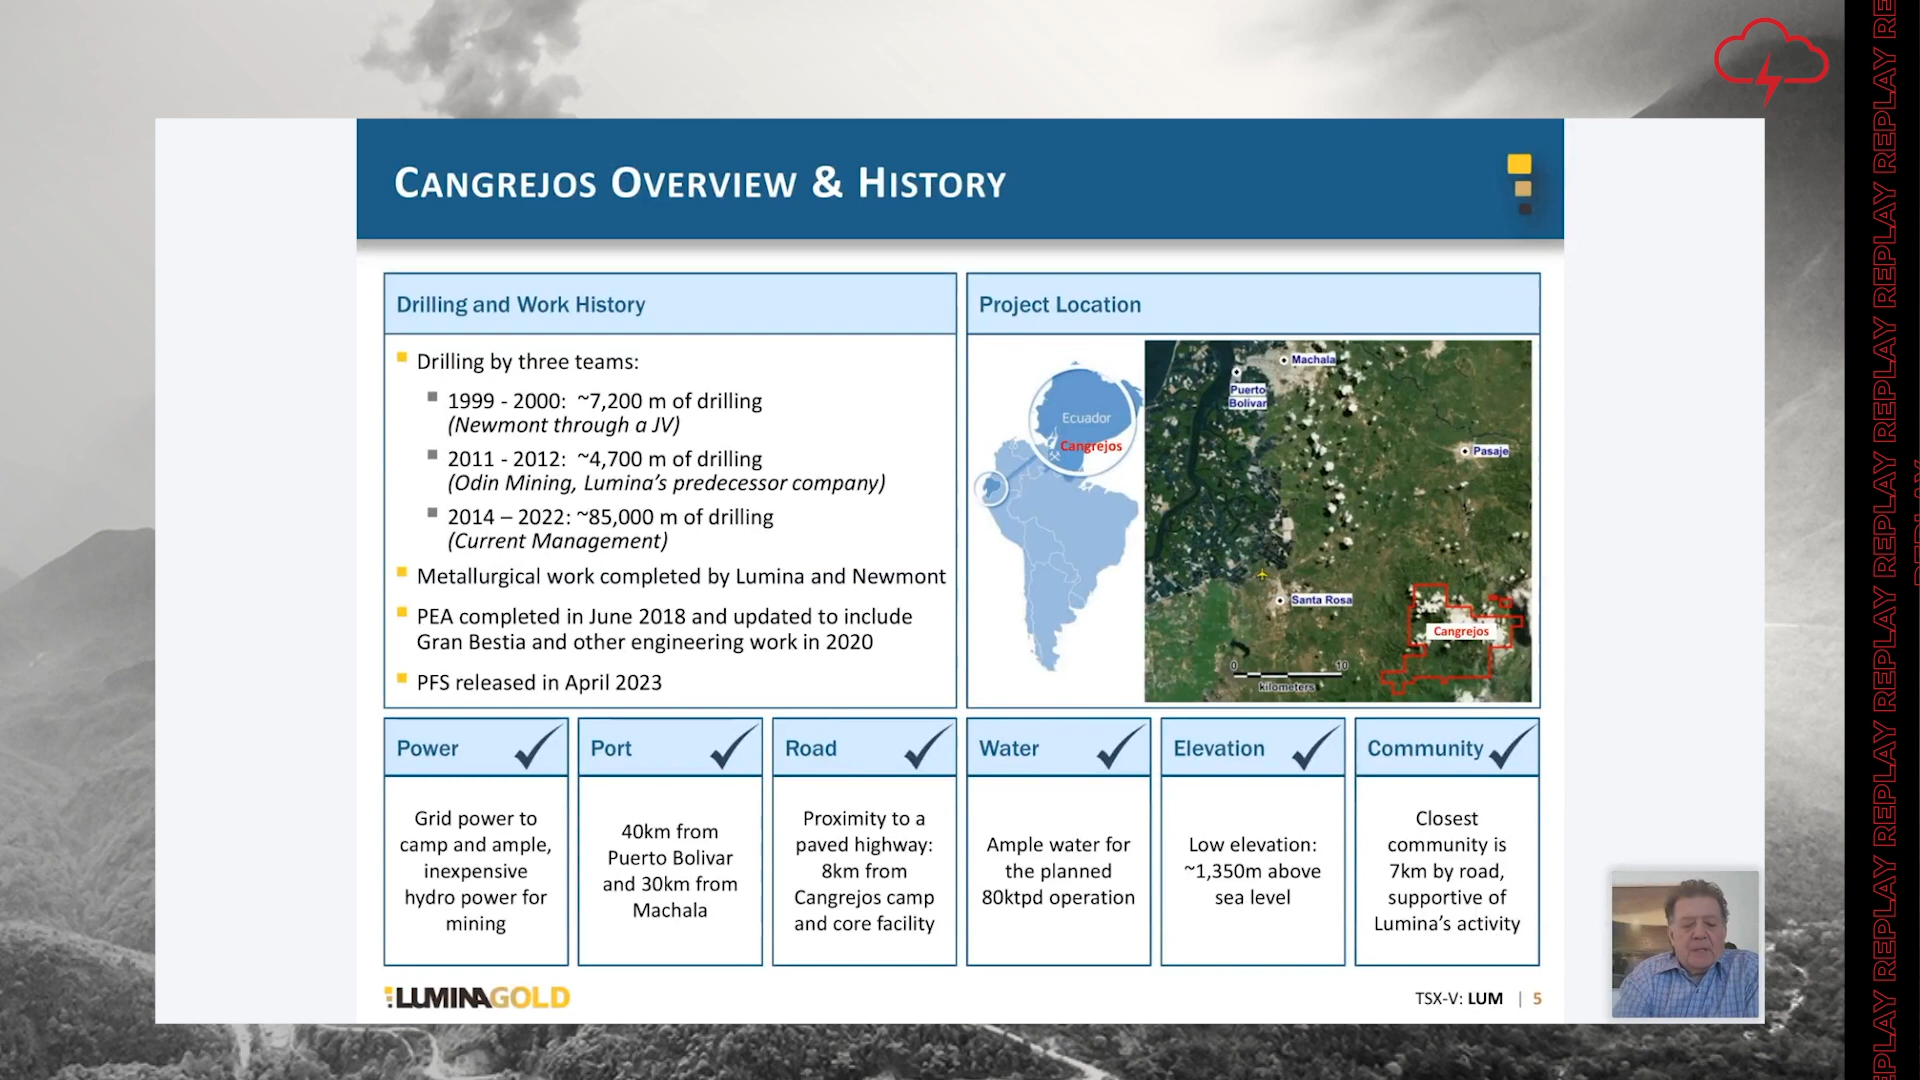 CANGREJOS OVERVIEW & HISTORY
Drilling and Work History
Drilling by three teams:
1999 - 2000: ~7,200 m of drilling
(Newmont through a JV)
2011 - 2012: ~4,700 m of drilling
(Odin Mining, Lumina's predecessor company)
2014 – 2022: ~85,000 m of drilling
(Current Management)
Metallurgical work completed by Lumina and Newmont
PEA completed in June 2018 and updated to include
Gran Bestia and other engineering work in 2020
PFS released in April 2023
Project Location
Ecuador
Cangrejos
Machala
Puerto
Bolívar
Pasaje
Santa Rosa
Cangrejos
0 10
kilometers
Power
Grid power to
camp and ample,
inexpensive
hydro power for
mining
Port
40km from
Puerto Bolivar
and 30km from
Machala
Road
Proximity to a
paved highway:
8km from
Cangrejos camp
and core facility
Water
Ample water for
the planned
80ktpd operation
Elevation
Low elevation:
~1,350m above
sea level
Community
Closest
community is
7km by road,
supportive of
Lumina's activity
LUMINAGOLD
TSX-V: LUM | 5
REPLAY REPLAY REPLAY REPLAY REPLAY REPLAY REPLAY REPLAY